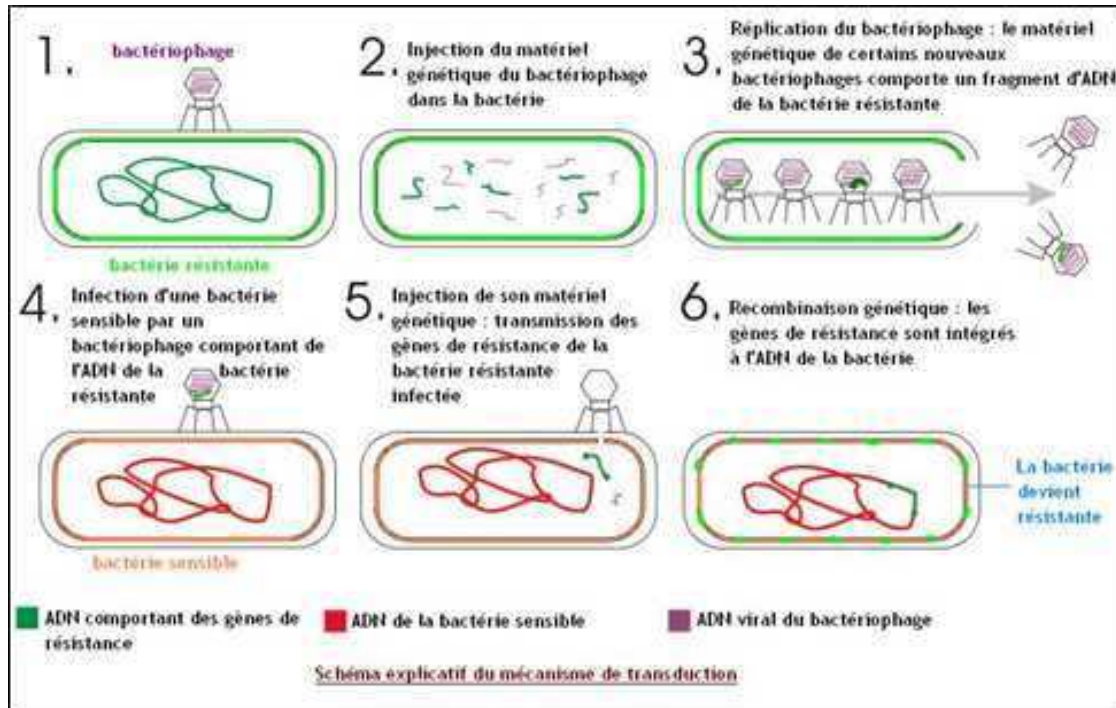 1.
bactériophage
bactérie résistante
2.
Injection du matériel
génétique du bactériophage
dans la bactérie
3.
Réplication du bactériophage : le matériel
génétique de certains nouveaux
bactériophages comporte un fragment d'ADN
de la bactérie résistante
4.
Infection d'une bactérie
sensible par un
bactériophage comportant de
l'ADN de la bactérie
résistante
bactérie sensible
5.
Injection de son matériel
génétique : transmission des
gènes de résistance de la
bactérie résistante
infectée
6.
Recombinaison génétique : les
gènes de résistance sont intégrés
à l'ADN de la bactérie
La bactérie
devient
résistante
ADN comportant des gènes de
résistance
ADN de la bactérie sensible
ADN viral du bactériophage
Schéma explicatif du mécanisme de transduction